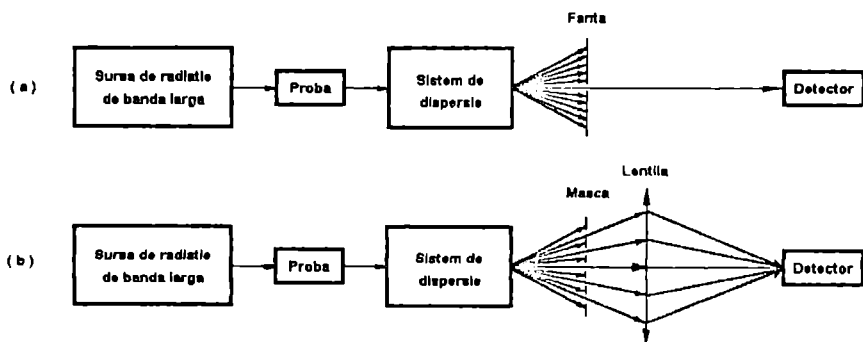 Fanta
( a )
Sursa de radiatie
de banda larga
Proba
Sistem de
dispersie
Detector
Lentila
Masca
( b )
Sursa de radiatie
de banda larga
Proba
Sistem de
dispersie
Detector